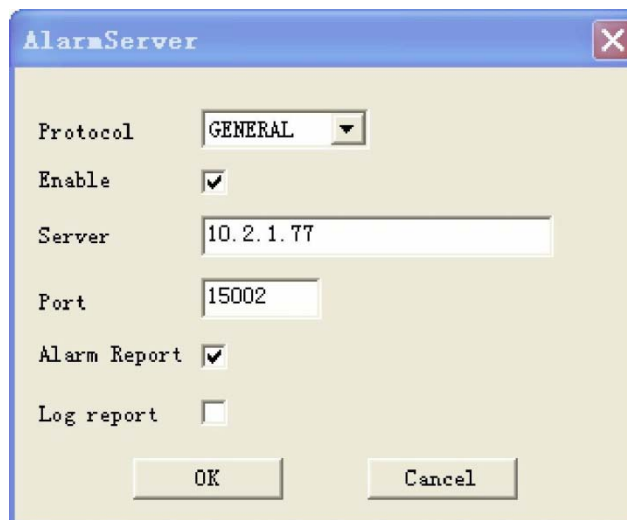 AlarmServer
Protocol GENERAL
Enable
Server 10.2.1.77
Port 15002
Alarm Report
Log report
OK Cancel